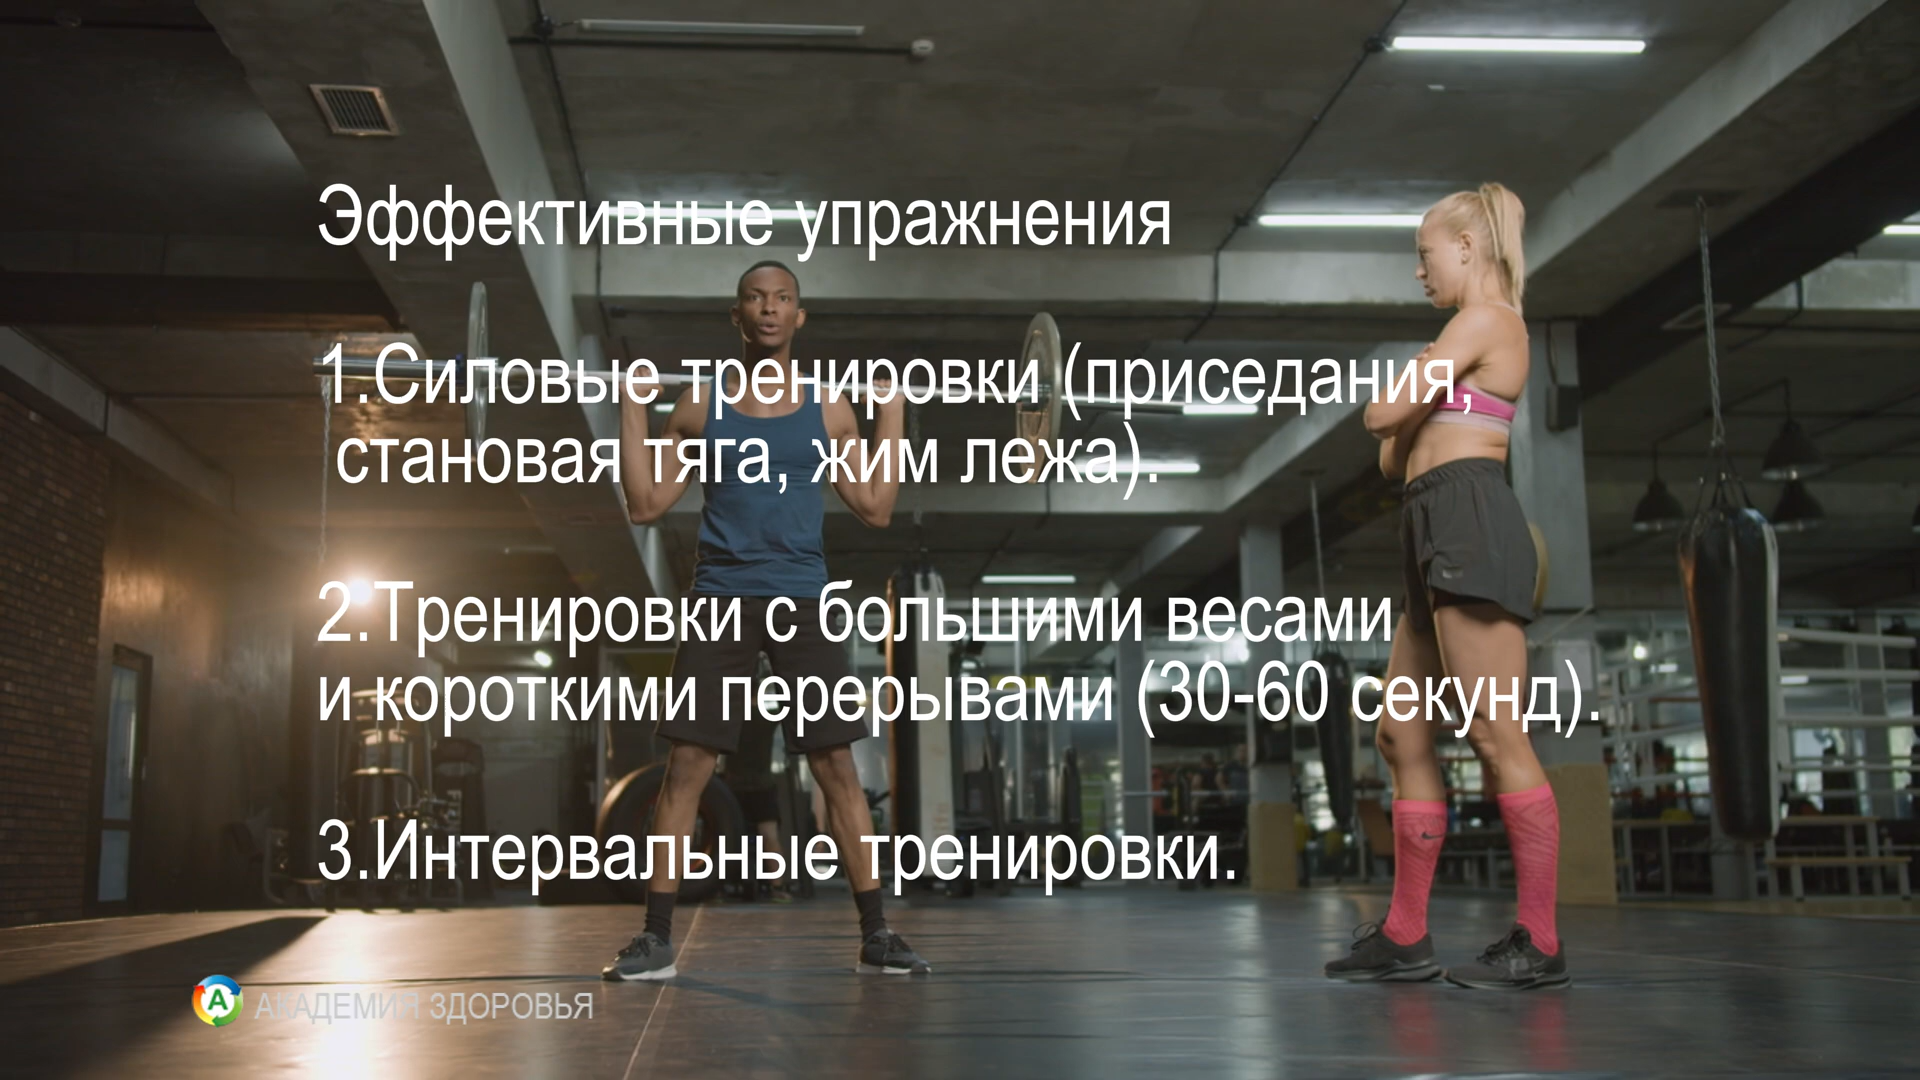 Эффективные упражнения
1.Силовые тренировки (приседания,
становая тяга, жим лежа).
2.Тренировки с большими весами
и короткими перерывами (30-60 секунд).
3.Интервальные тренировки.
А АКАДЕМИЯ ЗДОРОВЬЯ